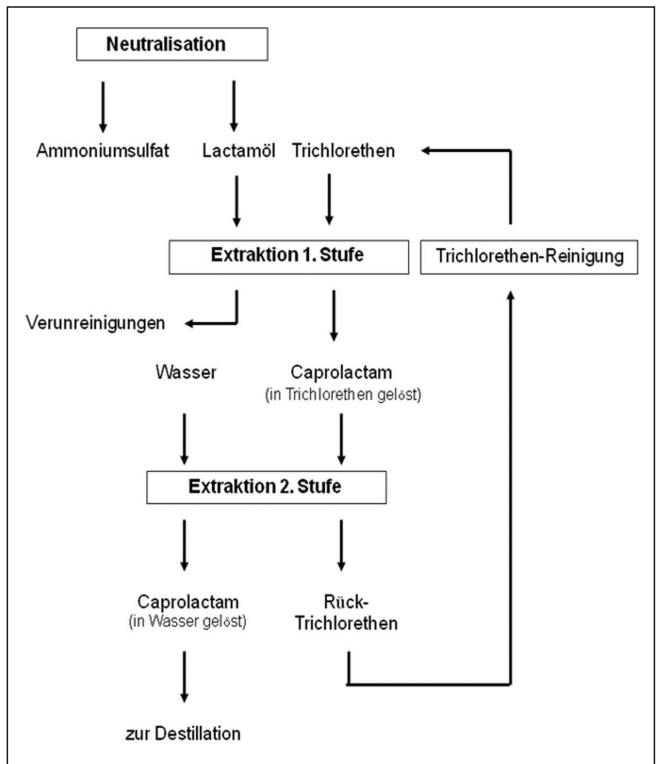 Neutralisation
Ammoniumsulfat Lactamöl Trichlorethen
Extraktion 1. Stufe Trichlorethen-Reinigung
Verunreinigungen
Wasser Caprolactam
(in Trichlorethen gelöst)
Extraktion 2. Stufe
Caprolactam Rück-
(in Wasser gelöst) Trichlorethen
zur Destillation